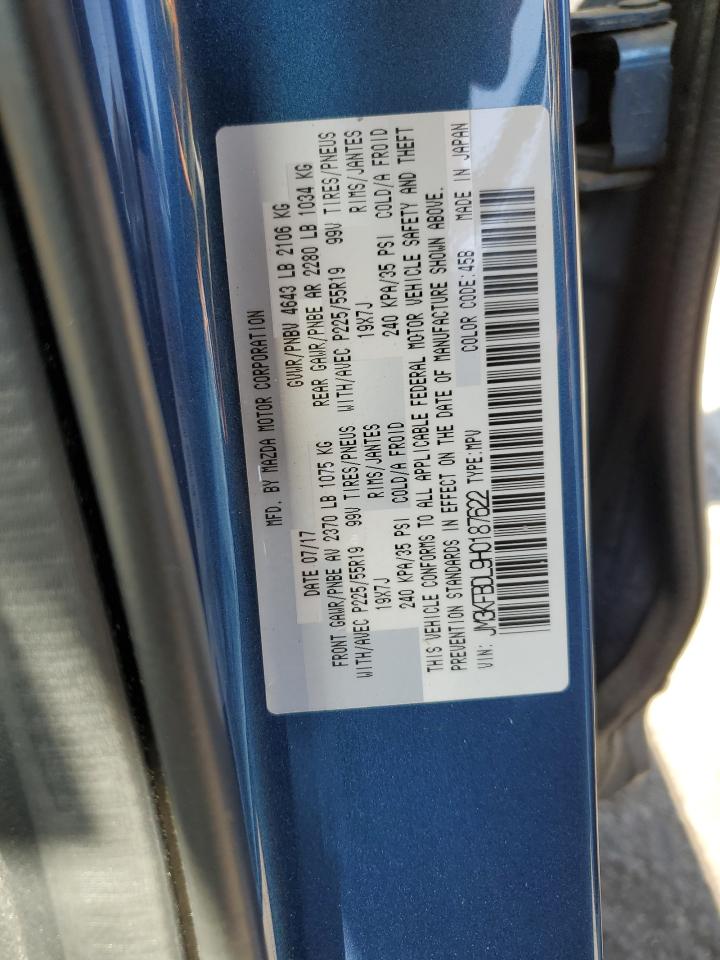 MFD. BY MAZDA MOTOR CORPORATION
DATE 07/17 GVWR/PNBV 4643 LB 2106 KG
FRONT GAWR/PNBE AV 2370 LB 1075 KG REAR GAWR/PNBE AR 2280 LB 1034 KG
WITH/AVEC P225/55R19 99V TIRES/PNEUS WITH/AVEC P225/55R19 99V TIRES/PNEUS
19X7J RIMS/JANTES 19X7J RIMS/JANTES
240 KPA/35 PSI COLD/A FROID 240 KPA/35 PSI COLD/A FROID
THIS VEHICLE CONFORMS TO ALL APPLICABLE FEDERAL MOTOR VEHICLE SAFETY AND THEFT
PREVENTION STANDARDS IN EFFECT ON THE DATE OF MANUFACTURE SHOWN ABOVE.
VIN: JM3KFBDL9H0187622 TYPE:MPV COLOR CODE:45B MADE IN JAPAN